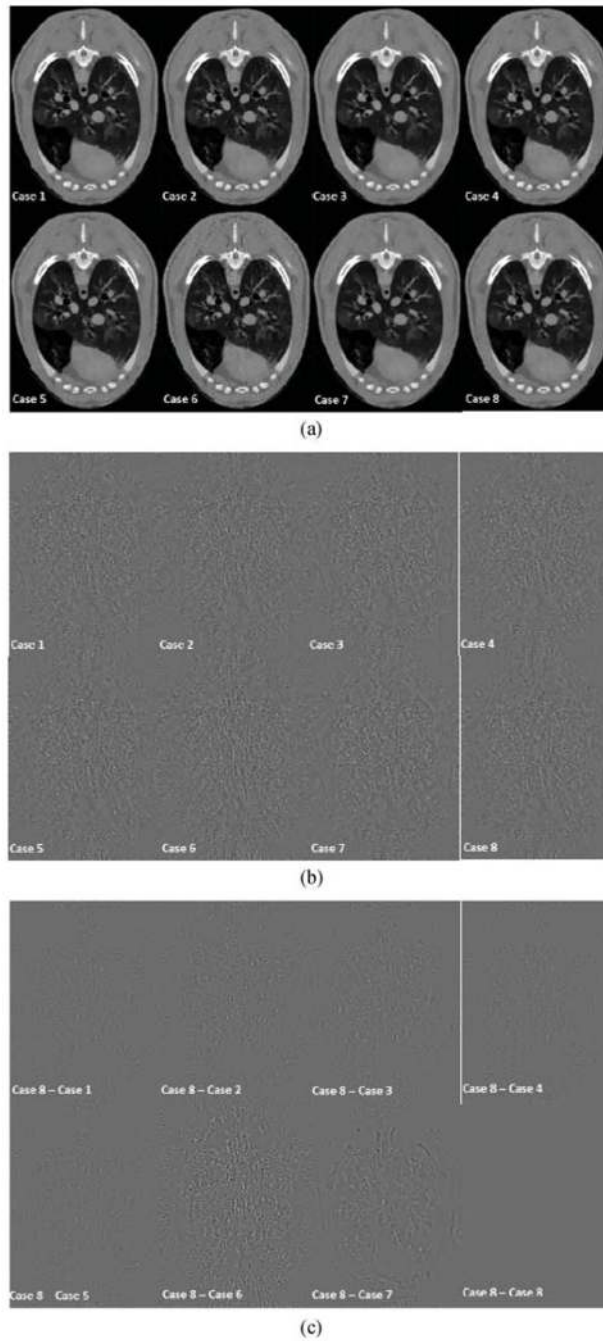 Case 1
Case 2
Case 3
Case 4
Case 5
Case 6
Case 7
Case 8
(a)
Case 1
Case 2
Case 3
Case 4
Case 5
Case 6
Case 7
Case 8
(b)
Case 8 – Case 1
Case 8 – Case 2
Case 8 – Case 3
Case 8 – Case 4
Case 8 Case 5
Case 8 – Case 6
Case 8 – Case 7
Case 8 – Case 8
(c)